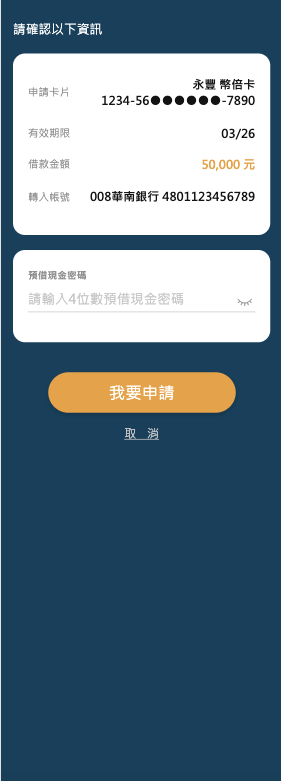 請確認以下資訊
申請卡片
永豐 幣倍卡
1234-56●●●●●●-7890
有效期限 03/26
借款金額 50,000 元
轉入帳號 008華南銀行 4801123456789
預借現金密碼
請輸入4位數預借現金密碼
我要申請
取 消